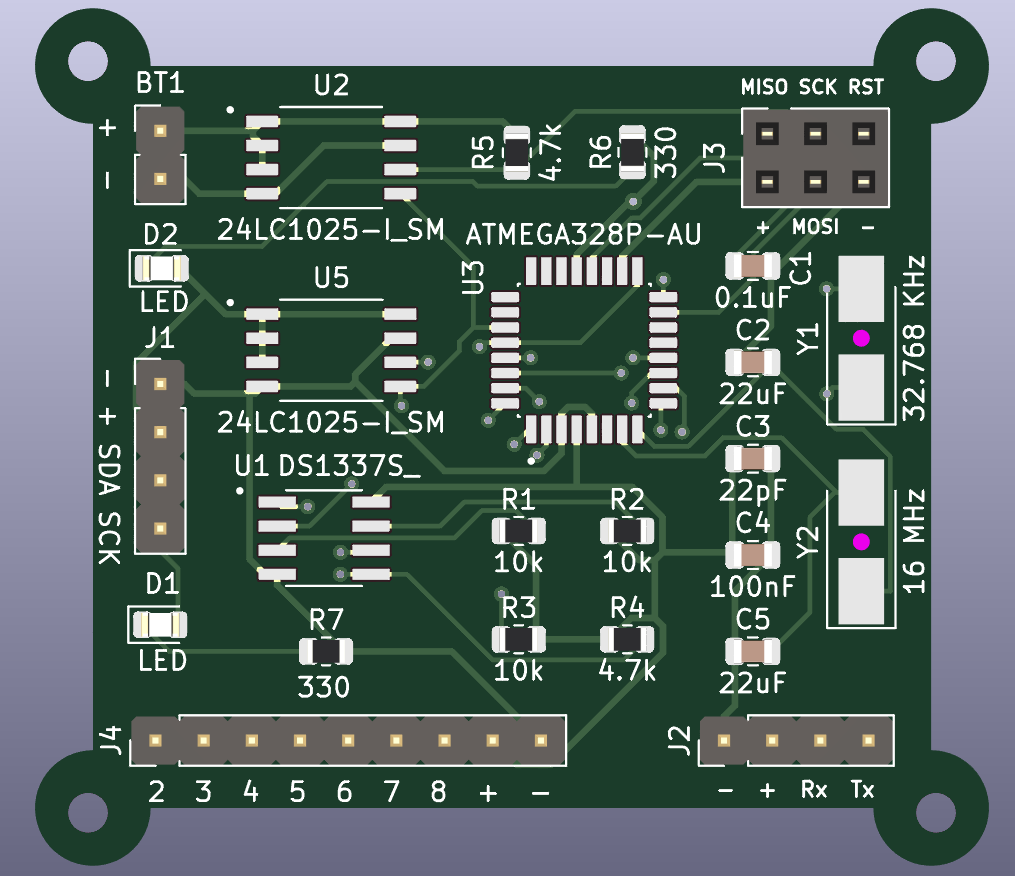 BT1
U2
MISO SCK RST
+
R5
4.7k
R6
330
J3
-
24LC1025-I_SM
ATMEGA328P-AU
+ MOSI -
D2
LED
U5
U3
C1
0.1uF
Y1
32.768 KHz
J1
C2
22uF
- + SDA SCK
24LC1025-I_SM
C3
22pF
U1 DS1337S_
R1
10k
R2
10k
C4
100nF
Y2
16 MHz
D1
LED
R7
330
R3
10k
R4
4.7k
C5
22uF
J4
J2
2 3 4 5 6 7 8 + -
- + Rx Tx